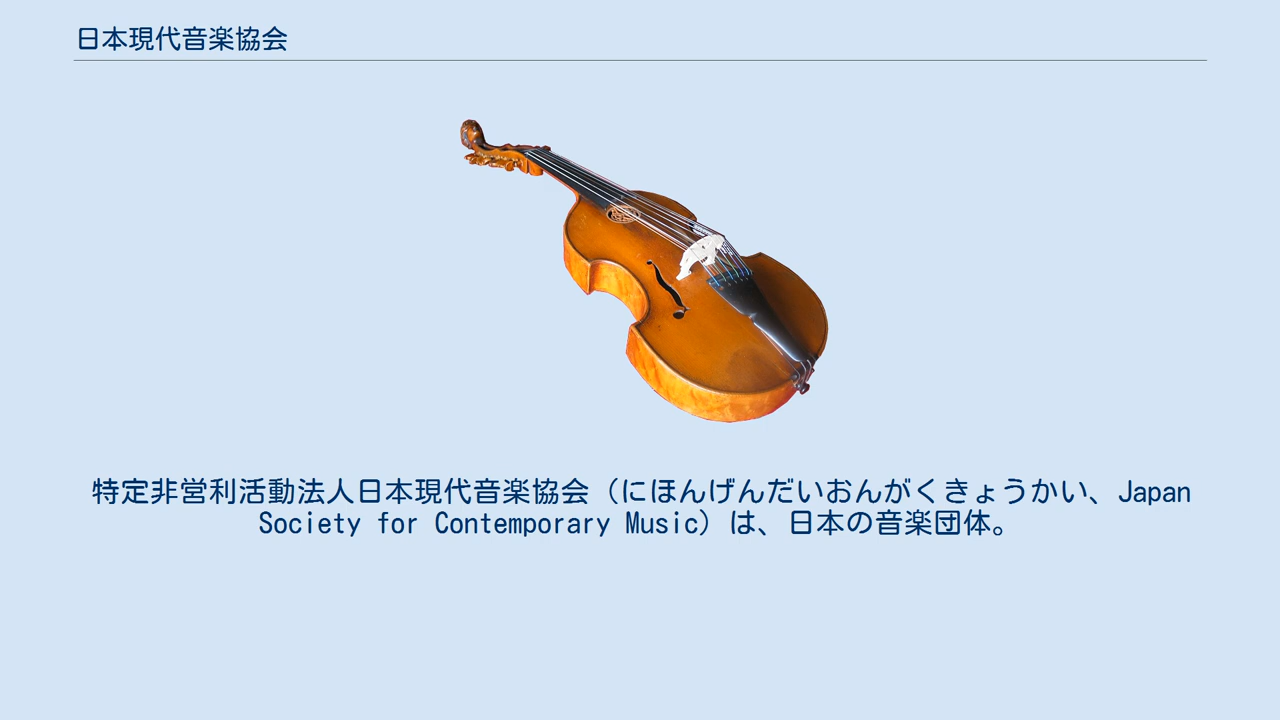 日本現代音楽協会
特定非営利活動法人日本現代音楽協会（にほんげんだいおんがくきょうかい、Japan
Society for Contemporary Music）は、日本の音楽団体。